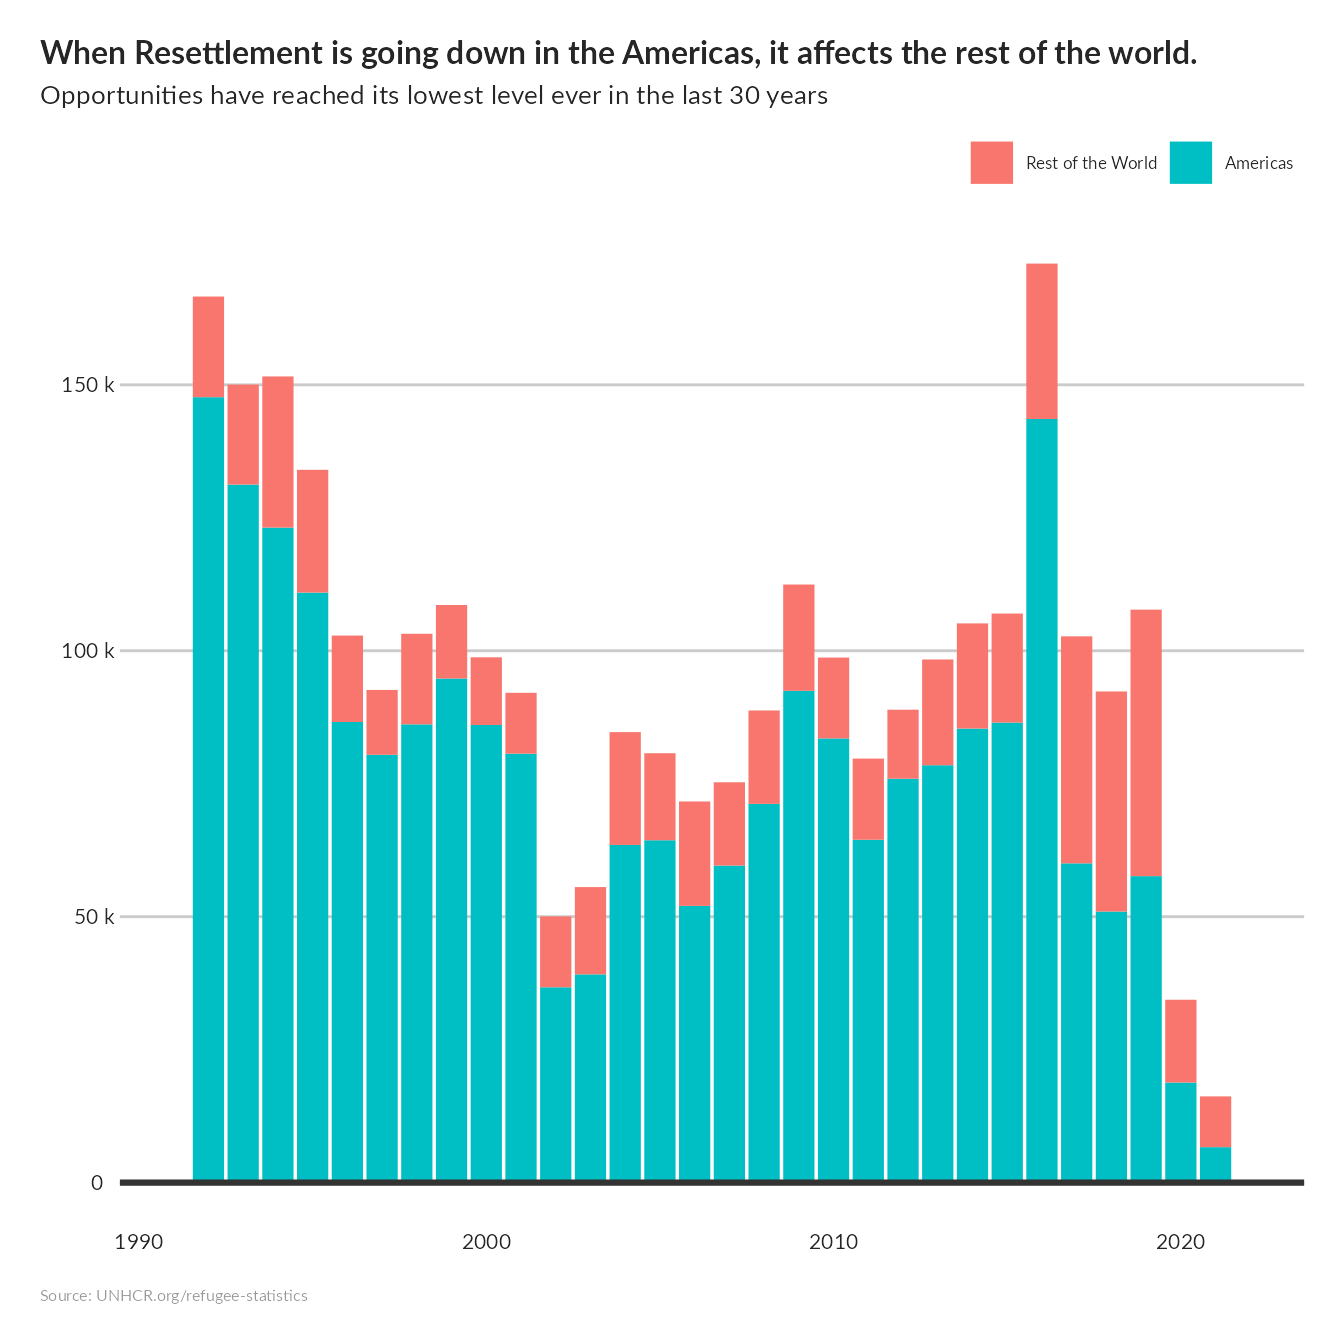 When Resettlement is going down in the Americas, it affects the rest of the world.
Opportunities have reached its lowest level ever in the last 30 years
Rest of the World
Americas
150 k
100 k
50 k
0
1990
2000
2010
2020
Source: UNHCR.org/refugee-statistics